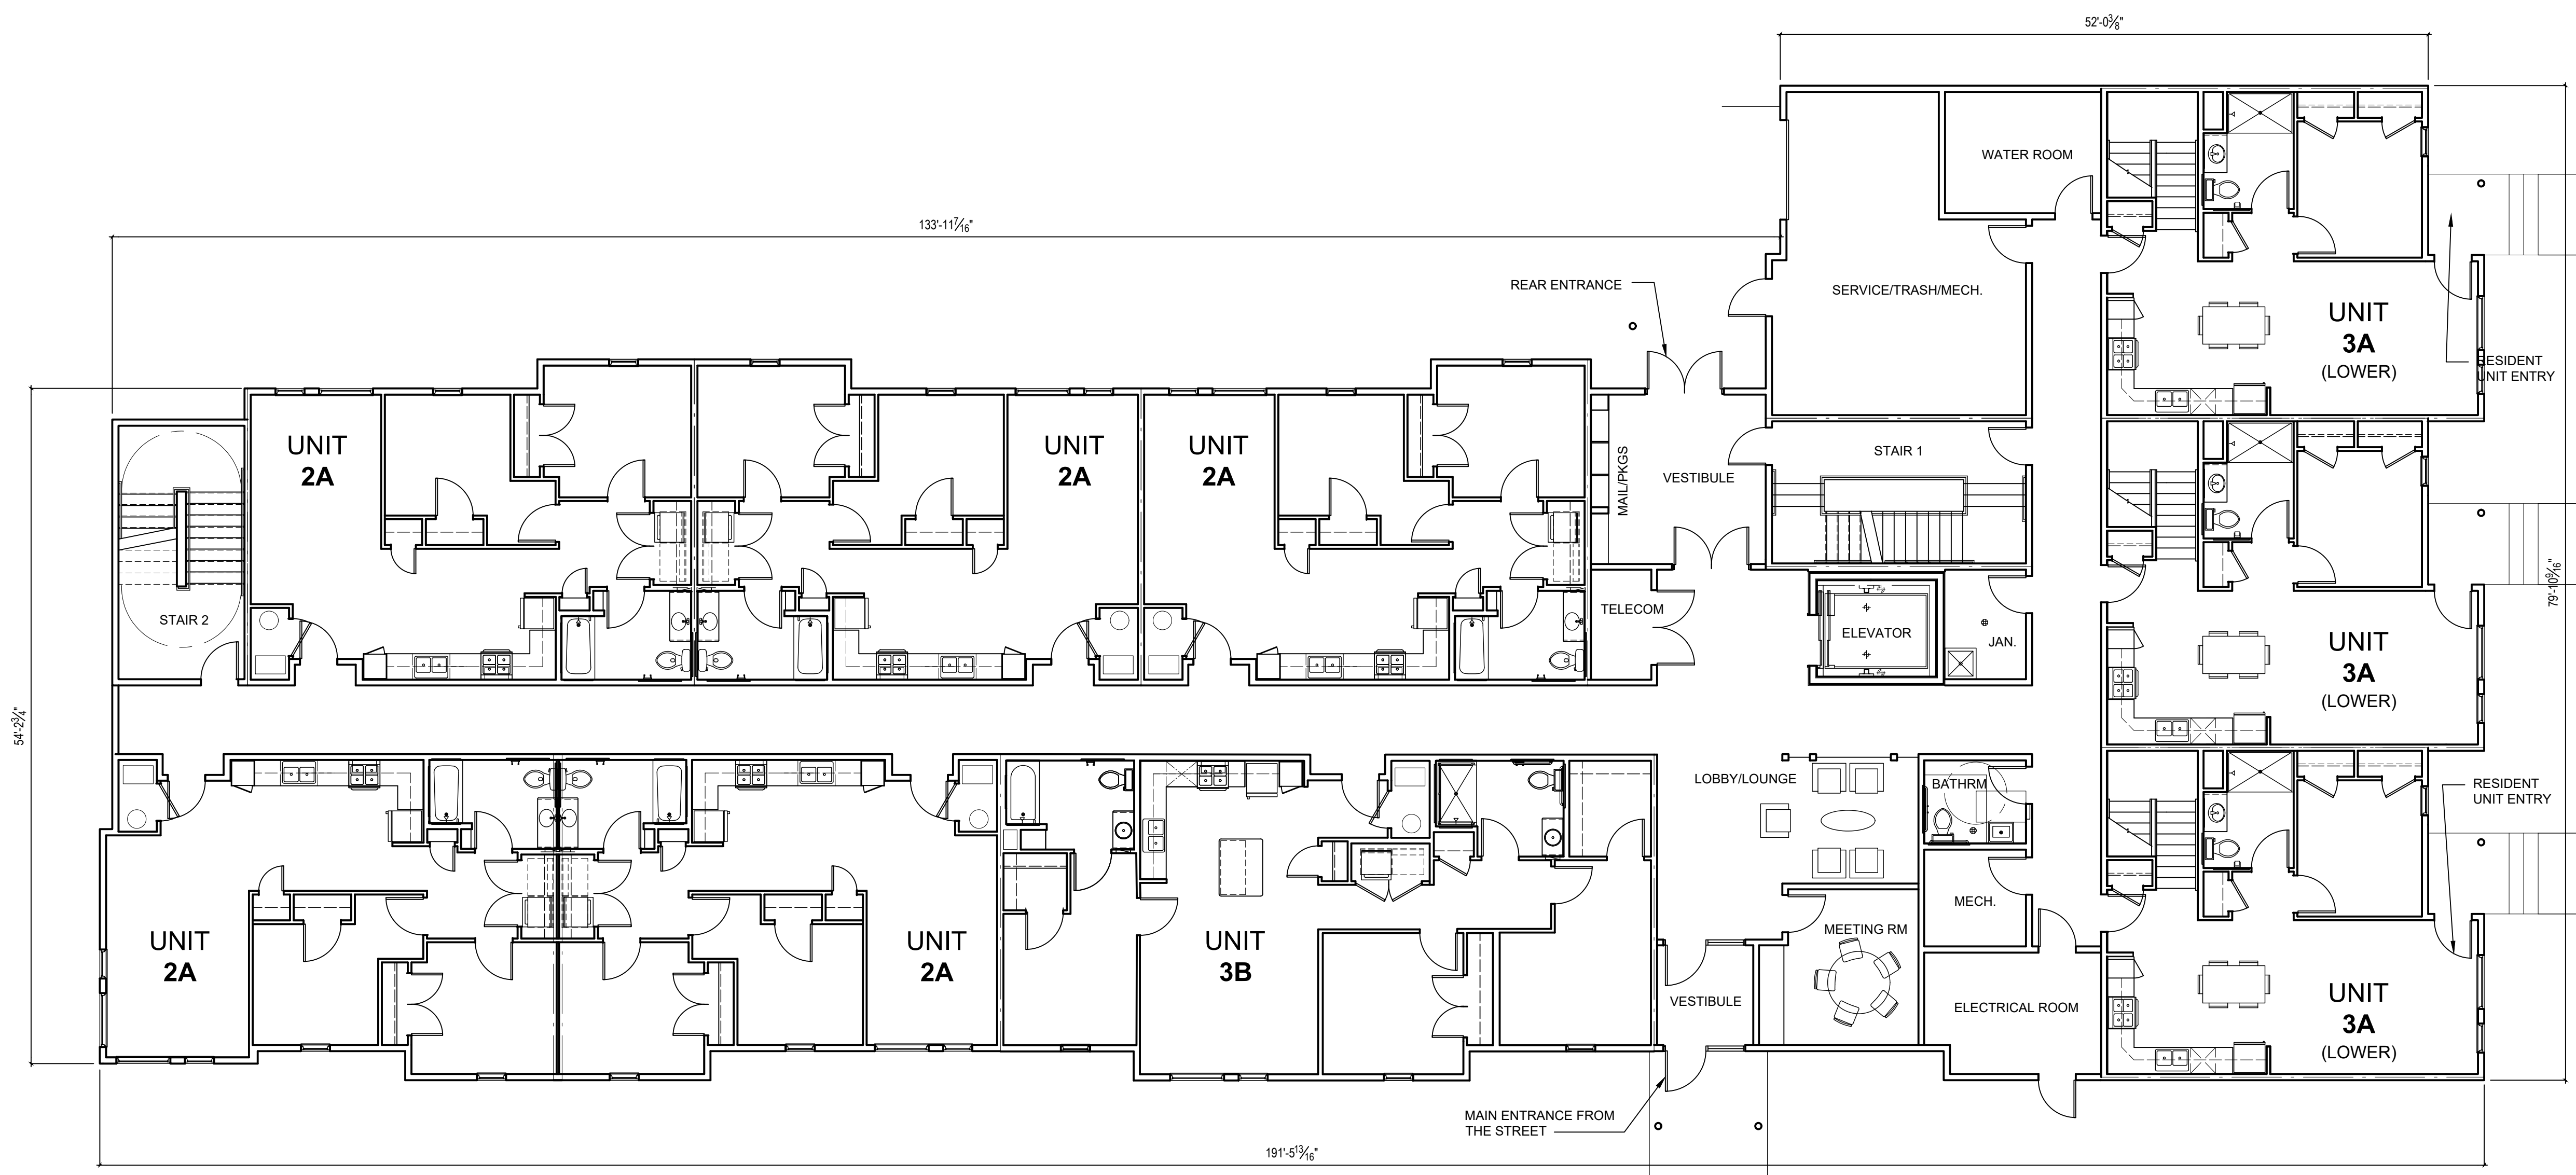 52'-0⅜"
WATER ROOM
133'-11⁷⁄₁₆"
REAR ENTRANCE
SERVICE/TRASH/MECH.
UNIT
3A
(LOWER)
RESIDENT
UNIT ENTRY
UNIT
2A
UNIT
2A
UNIT
2A
MAIL/PKGS
VESTIBULE
STAIR 1
STAIR 2
TELECOM
ELEVATOR
JAN.
UNIT
3A
(LOWER)
79'-10⁹⁄₁₆"
54'-2¾"
LOBBY/LOUNGE
BATHRM
RESIDENT
UNIT ENTRY
MECH.
MEETING RM
UNIT
2A
UNIT
2A
UNIT
3B
VESTIBULE
ELECTRICAL ROOM
UNIT
3A
(LOWER)
MAIN ENTRANCE FROM
THE STREET
191'-5¹³⁄₁₆"